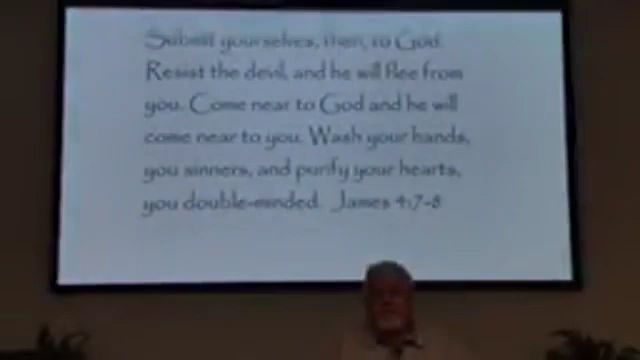 Submit yourselves, then, to God.
Resist the devil, and he will flee from
you. Come near to God and he will
come near to you. Wash your hands,
you sinners, and purify your hearts,
you double-minded. James 4:7-8